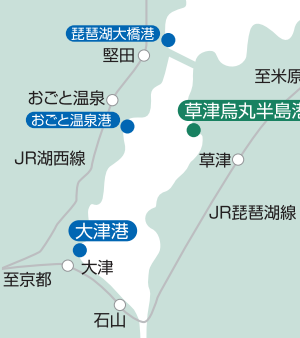 琵琶湖大橋港
堅田
至米原
おごと温泉
草津烏丸半島港
おごと温泉港
JR湖西線
草津
JR琵琶湖線
大津港
大津
至京都
石山